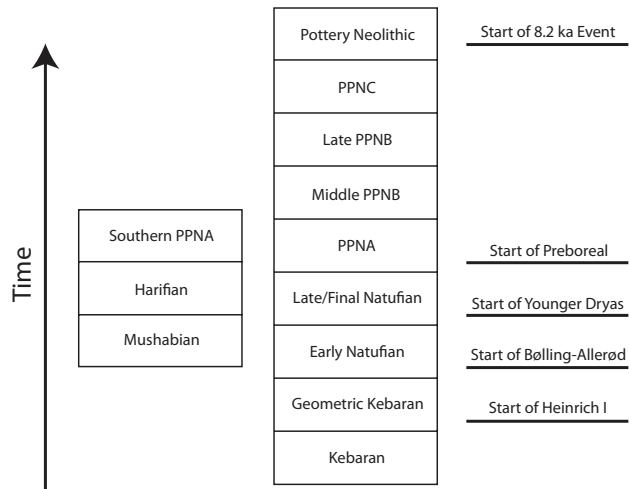 Time
Southern PPNA
Harifian
Mushabian
Pottery Neolithic
PPNC
Late PPNB
Middle PPNB
PPNA
Late/Final Natufian
Early Natufian
Geometric Kebaran
Kebaran
Start of 8.2 ka Event
Start of Preboreal
Start of Younger Dryas
Start of Bølling-Allerød
Start of Heinrich I